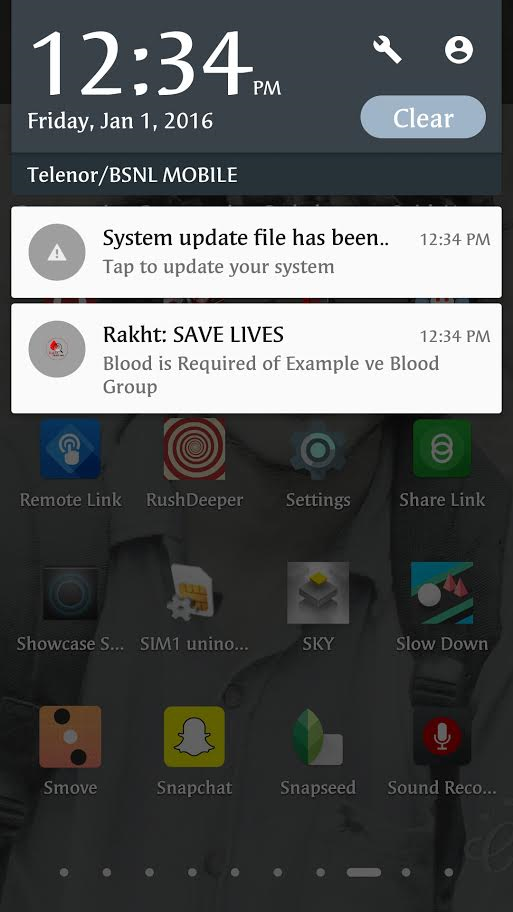 12:34 PM
Friday, Jan 1, 2016
Clear
Telenor/BSNL MOBILE
System update file has been.. 12:34 PM
Tap to update your system
Rakht: SAVE LIVES 12:34 PM
Blood is Required of Example ve Blood
Group
Remote Link RushDeeper Settings Share Link
Showcase S... SIM1 unino... SKY Slow Down
Smove Snapchat Snapseed Sound Reco...